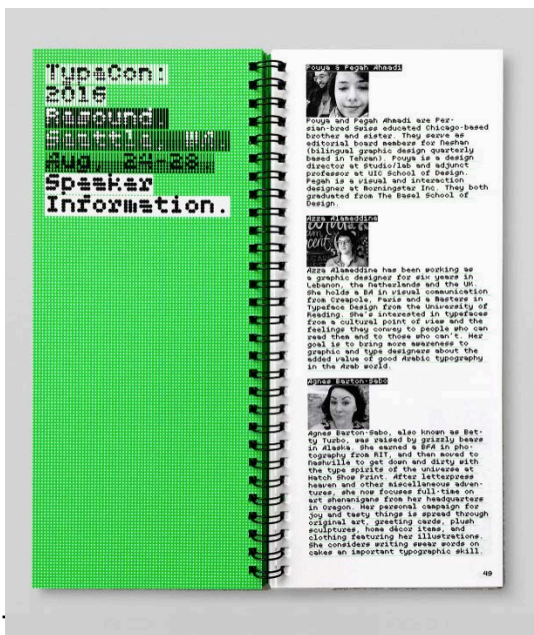 TypeCon:
2016
Resound.
Seattle, WA.
Aug. 24-28.
Speaker
Information.
Pouya & Pegah Ahmadi
Pouya and Pegah Ahmadi are Per-
sian-bred Swiss educated Chicago-based
brother and sister. They serve as
editorial board members for Neshan
(bilingual graphic design quarterly
based in Tehran). Pouya is a design
director at Studio/lab and adjunct
professor at UIC School of Design.
Pegah is a visual and interaction
designer at Morningstar Inc. They both
graduated from The Basel School of
Design.
Azza Alameddine
Azza Alameddine has been working as
a graphic designer for six years in
Lebanon, the Netherlands and the UK.
She holds a BA in visual communication
from Creapole, Paris and a Masters in
Typeface Design from the University of
Reading. She's interested in typefaces
from a cultural point of view and the
feelings they convey to people who can
read them and to those who can't. Her
goal is to bring more awareness to
graphic and type designers about the
added value of good Arabic typography
in the Arab world.
Agnes Barton-Sabo
Agnes Barton-Sabo, also known as Bet-
ty Turbo, was raised by grizzly bears
in Alaska. She earned a BFA in pho-
tography from RIT, and then moved to
Nashville to get down and dirty with
the type spirits of the universe at
Hatch Show Print. After letterpress
heaven and other miscellaneous adven-
tures, she now focuses full-time on
art shenanigans from her headquarters
in Oregon. Her personal campaign for
joy and tasty things is spread through
original art, greeting cards, plush
sculptures, home décor items, and
clothing featuring her illustrations.
She considers writing swear words on
cakes an important typographic skill.
49